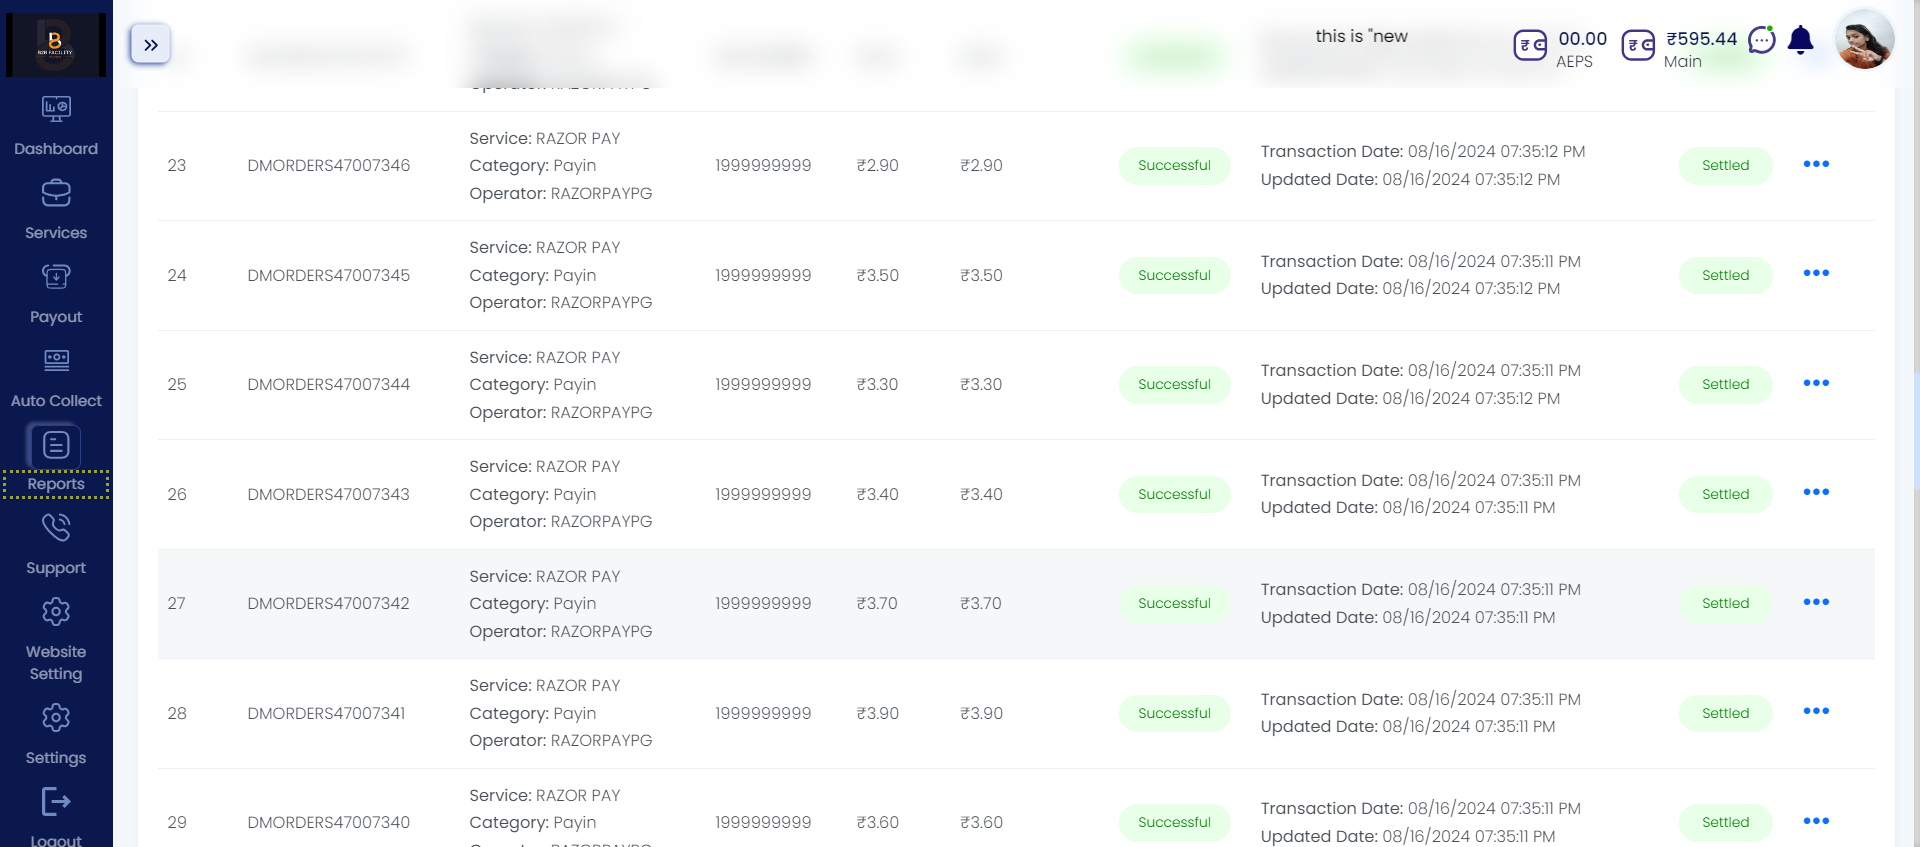 B2B FACILITY
this is "new
00.00
AEPS
₹595.44
Main
Dashboard
Services
Payout
Auto Collect
Reports
Support
Website
Setting
Settings
Logout
23 DMORDERS47007346 Service: RAZOR PAY Category: Payin Operator: RAZORPAYPG 1999999999 ₹2.90 ₹2.90 Successful Transaction Date: 08/16/2024 07:35:12 PM Updated Date: 08/16/2024 07:35:12 PM Settled
24 DMORDERS47007345 Service: RAZOR PAY Category: Payin Operator: RAZORPAYPG 1999999999 ₹3.50 ₹3.50 Successful Transaction Date: 08/16/2024 07:35:11 PM Updated Date: 08/16/2024 07:35:12 PM Settled
25 DMORDERS47007344 Service: RAZOR PAY Category: Payin Operator: RAZORPAYPG 1999999999 ₹3.30 ₹3.30 Successful Transaction Date: 08/16/2024 07:35:11 PM Updated Date: 08/16/2024 07:35:12 PM Settled
26 DMORDERS47007343 Service: RAZOR PAY Category: Payin Operator: RAZORPAYPG 1999999999 ₹3.40 ₹3.40 Successful Transaction Date: 08/16/2024 07:35:11 PM Updated Date: 08/16/2024 07:35:11 PM Settled
27 DMORDERS47007342 Service: RAZOR PAY Category: Payin Operator: RAZORPAYPG 1999999999 ₹3.70 ₹3.70 Successful Transaction Date: 08/16/2024 07:35:11 PM Updated Date: 08/16/2024 07:35:11 PM Settled
28 DMORDERS47007341 Service: RAZOR PAY Category: Payin Operator: RAZORPAYPG 1999999999 ₹3.90 ₹3.90 Successful Transaction Date: 08/16/2024 07:35:11 PM Updated Date: 08/16/2024 07:35:11 PM Settled
29 DMORDERS47007340 Service: RAZOR PAY Category: Payin 1999999999 ₹3.60 ₹3.60 Successful Transaction Date: 08/16/2024 07:35:11 PM Updated Date: 08/16/2024 07:35:11 PM Settled